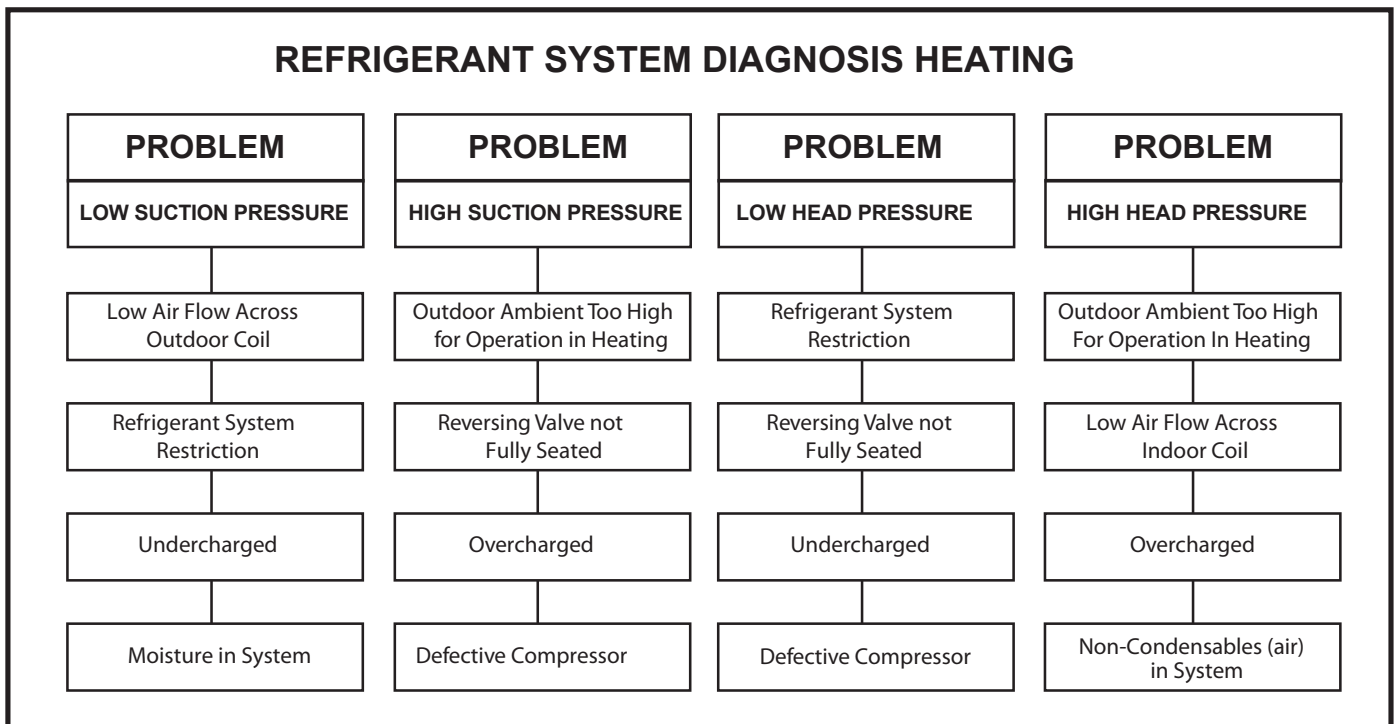 REFRIGERANT SYSTEM DIAGNOSIS HEATING
PROBLEM
LOW SUCTION PRESSURE
Low Air Flow Across
Outdoor Coil
Refrigerant System
Restriction
Undercharged
Moisture in System
PROBLEM
HIGH SUCTION PRESSURE
Outdoor Ambient Too High
for Operation in Heating
Reversing Valve not
Fully Seated
Overcharged
Defective Compressor
PROBLEM
LOW HEAD PRESSURE
Refrigerant System
Restriction
Reversing Valve not
Fully Seated
Undercharged
Defective Compressor
PROBLEM
HIGH HEAD PRESSURE
Outdoor Ambient Too High
For Operation In Heating
Low Air Flow Across
Indoor Coil
Overcharged
Non-Condensables (air)
in System